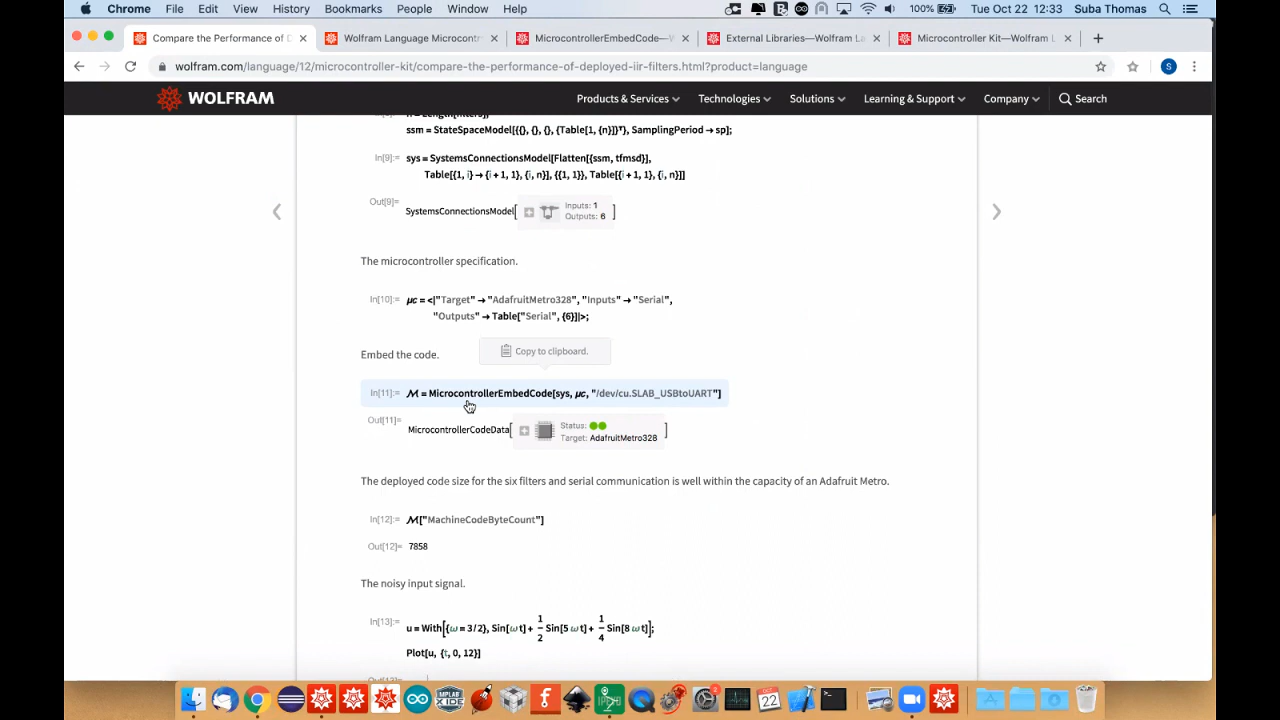 Chrome File Edit View History Bookmarks People Window Help 100% Tue Oct 22 12:33 Suba Thomas
Compare the Performance of D
Wolfram Language Microcontr
MicrocontrollerEmbedCode—W
External Libraries—Wolfram La
Microcontroller Kit—Wolfram L
wolfram.com/language/12/microcontroller-kit/compare-the-performance-of-deployed-iir-filters.html?product=language
S
WOLFRAM Products & Services Technologies Solutions Learning & Support Company Search
ssm = StateSpaceModel[{{}, {}, {}, {Table[1, {n}]}ᵀ}, SamplingPeriod → sp];
In[9]:= sys = SystemsConnectionsModel[Flatten[{ssm, tfmsd}],
Table[{1, i} → {i + 1, 1}, {i, n}], {{1, 1}}, Table[{i + 1, 1}, {i, n}]]
Out[9]= SystemsConnectionsModel[ Inputs: 1
Outputs: 6 ]
The microcontroller specification.
In[10]:= μc = <|"Target" → "AdafruitMetro328", "Inputs" → "Serial",
"Outputs" → Table["Serial", {6}]|>;
Copy to clipboard.
Embed the code.
In[11]:= ℳ = MicrocontrollerEmbedCode[sys, μc, "/dev/cu.SLAB_USBtoUART"]
Out[11]= MicrocontrollerCodeData[ Status:
Target: AdafruitMetro328 ]
The deployed code size for the six filters and serial communication is well within the capacity of an Adafruit Metro.
In[12]:= ℳ["MachineCodeByteCount"]
Out[12]= 7858
The noisy input signal.
In[13]:= u = With[{ω = 3/2}, Sin[ω t] + 1/2 Sin[5 ω t] + 1/4 Sin[8 ω t]];
Plot[u, {t, 0, 12}]